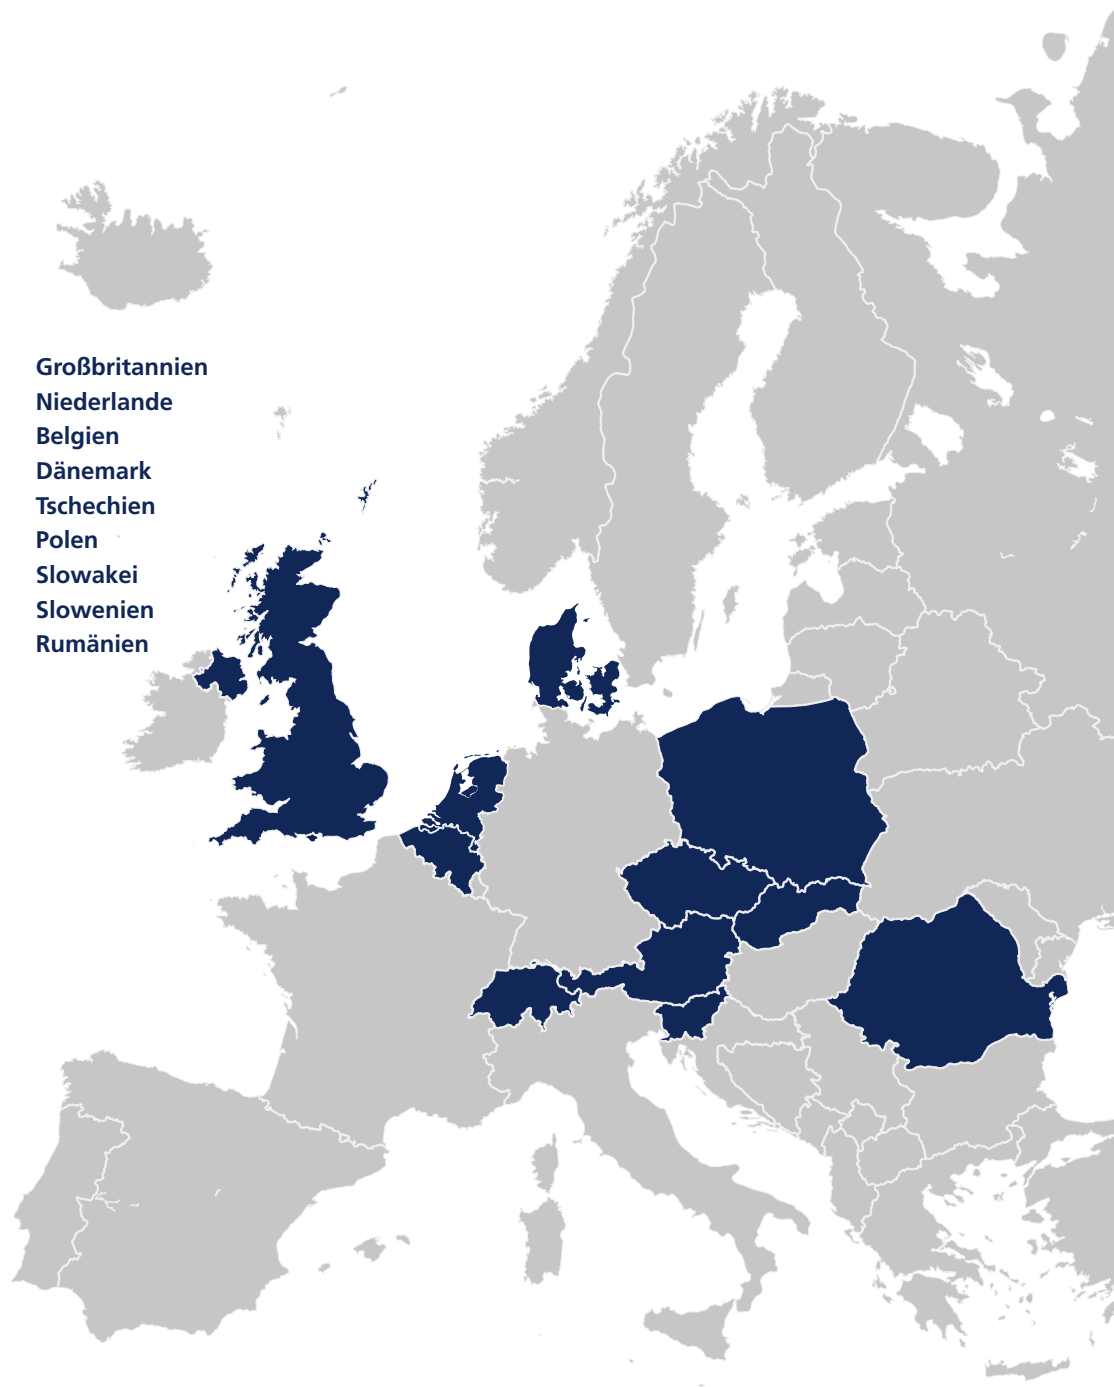 Großbritannien
Niederlande
Belgien
Dänemark
Tschechien
Polen
Slowakei
Slowenien
Rumänien